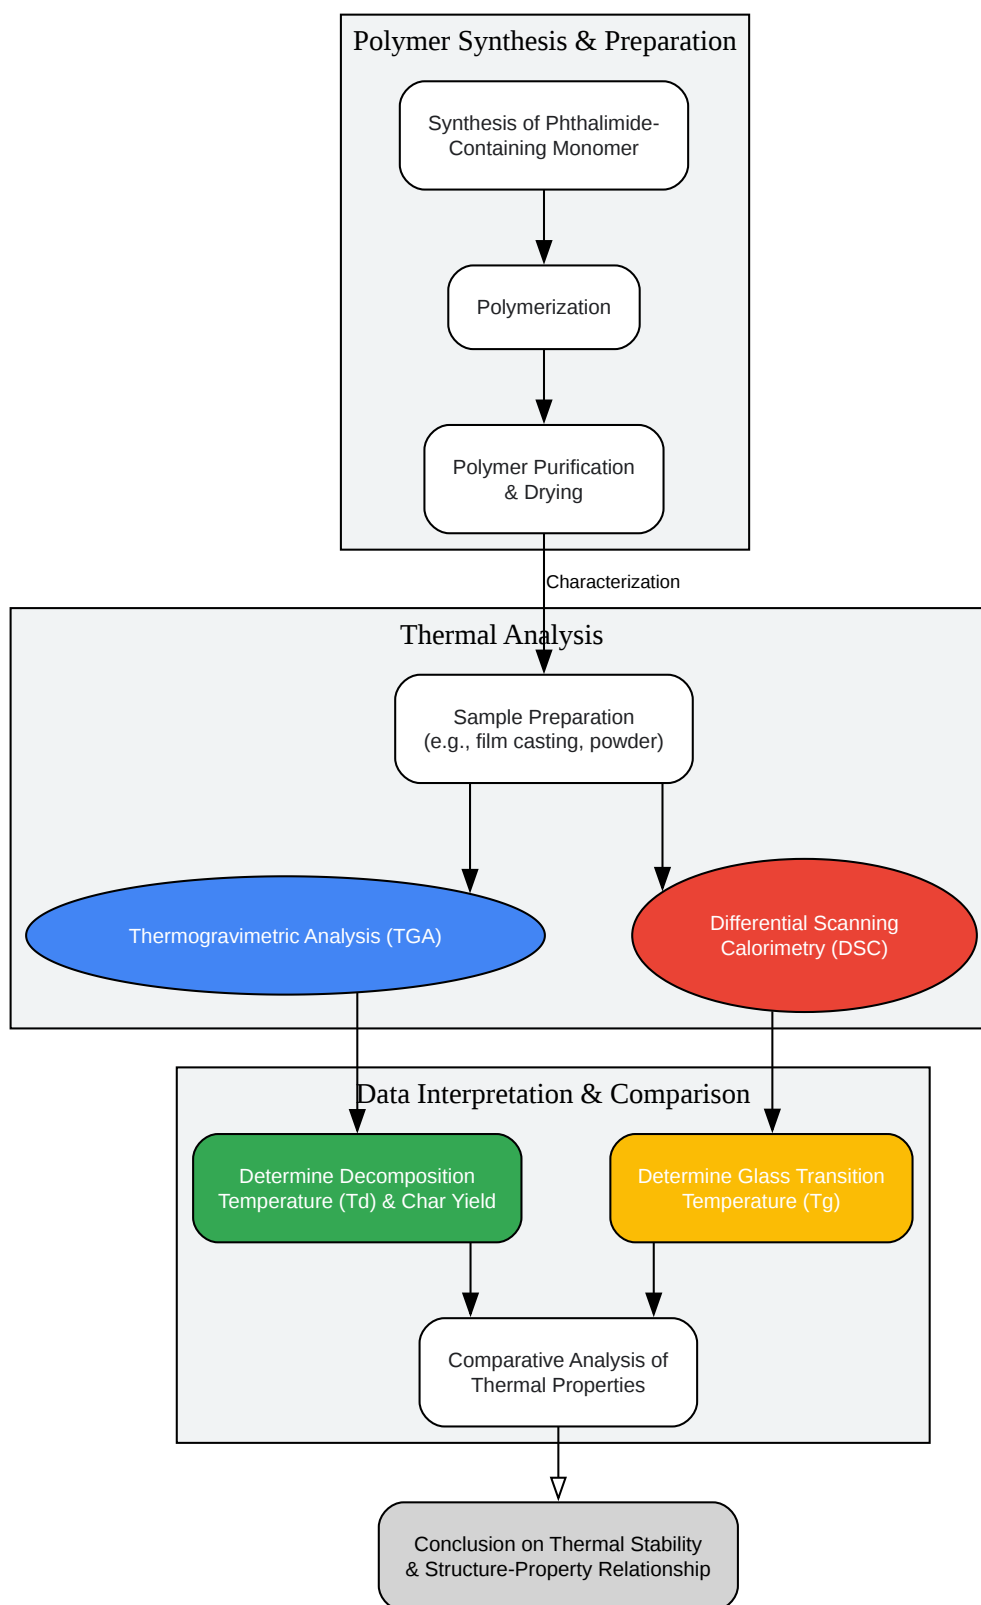 Polymer Synthesis & Preparation
Synthesis of Phthalimide-
Containing Monomer
Polymerization
Polymer Purification
& Drying
Characterization
Thermal Analysis
Sample Preparation
(e.g., film casting, powder)
Thermogravimetric Analysis (TGA)
Differential Scanning
Calorimetry (DSC)
Data Interpretation & Comparison
Determine Decomposition
Temperature (Td) & Char Yield
Determine Glass Transition
Temperature (Tg)
Comparative Analysis of
Thermal Properties
Conclusion on Thermal Stability
& Structure-Property Relationship